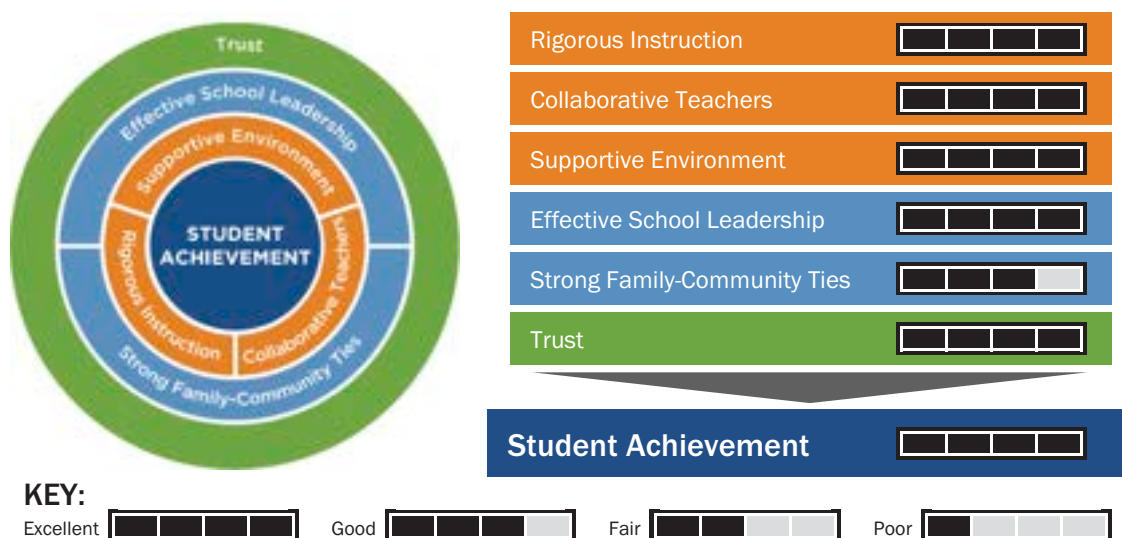 Trust
Effective School Leadership
Supportive Environment
STUDENT
ACHIEVEMENT
Rigorous Instruction
Collaborative Teachers
Strong Family-Community Ties
Rigorous Instruction
Collaborative Teachers
Supportive Environment
Effective School Leadership
Strong Family-Community Ties
Trust
Student Achievement
KEY:
Excellent
Good
Fair
Poor